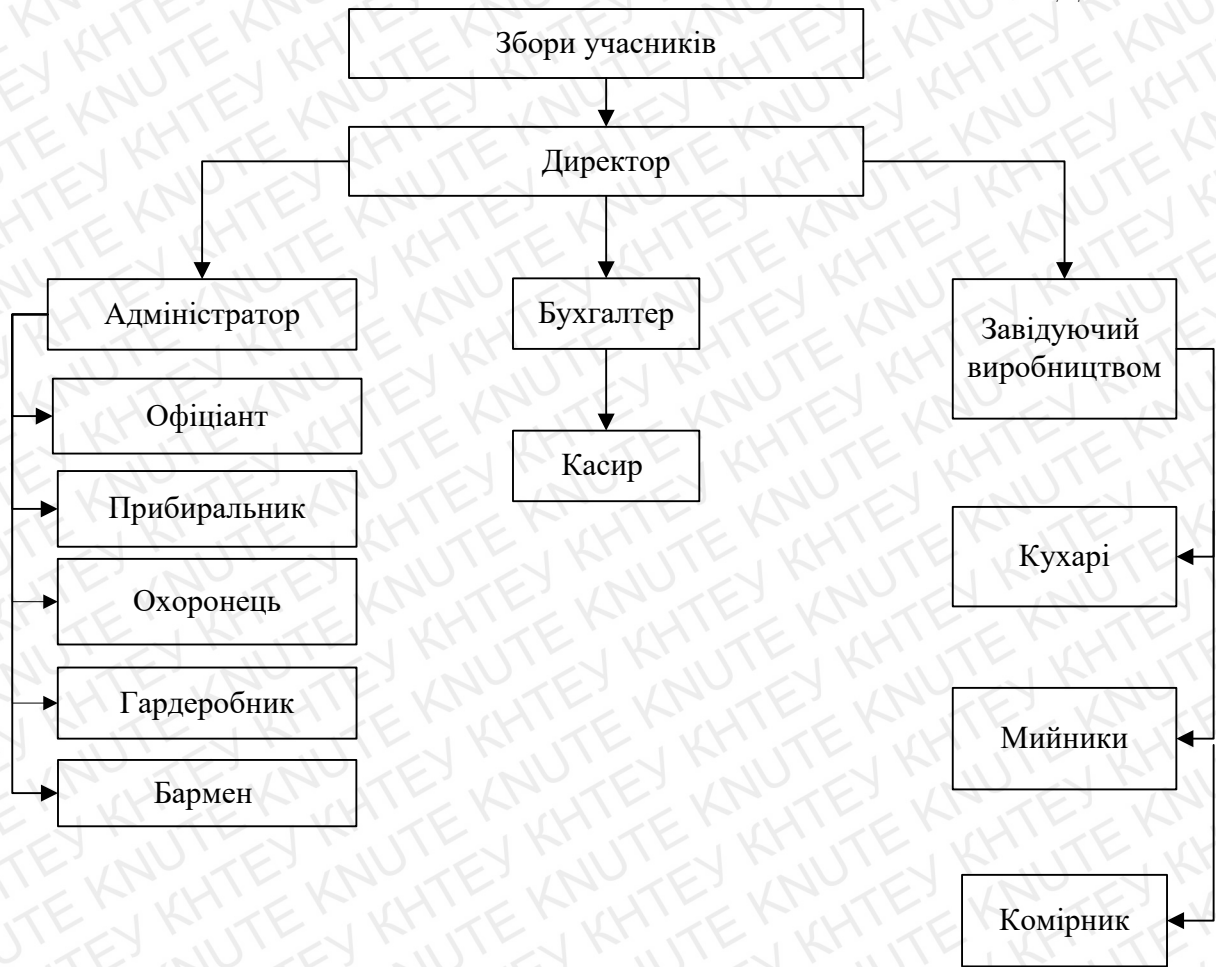 Збори учасників
Директор
Адміністратор
Бухгалтер
Завідуючий
виробництвом
Офіціант
Касир
Прибиральник
Кухарі
Охоронець
Гардеробник
Мийники
Бармен
Комірник